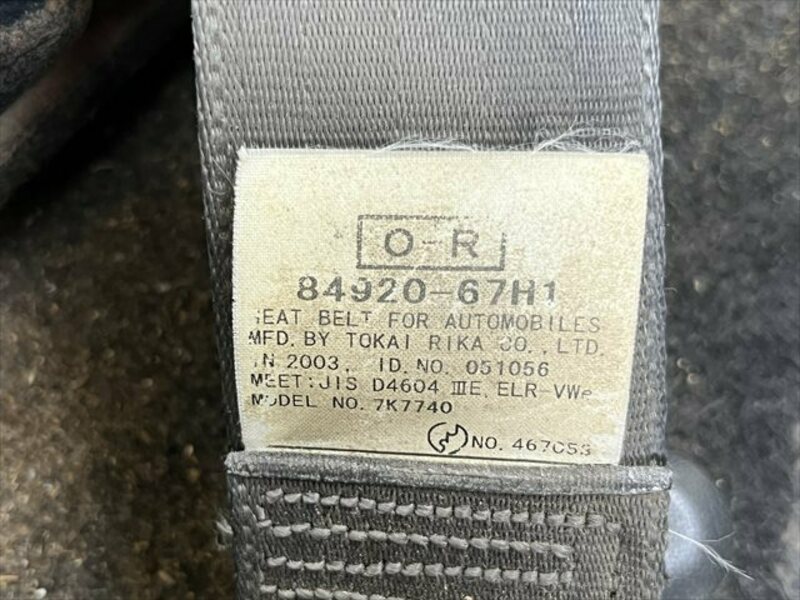 O-R
84920-67H1
SEAT BELT FOR AUTOMOBILES
MFD. BY TOKAI RIKA CO., LTD.
IN 2003, ID. NO. 051056
MEET:JIS D4604 ⅢE, ELR-VWe
MODEL NO. 7K7740
NO.